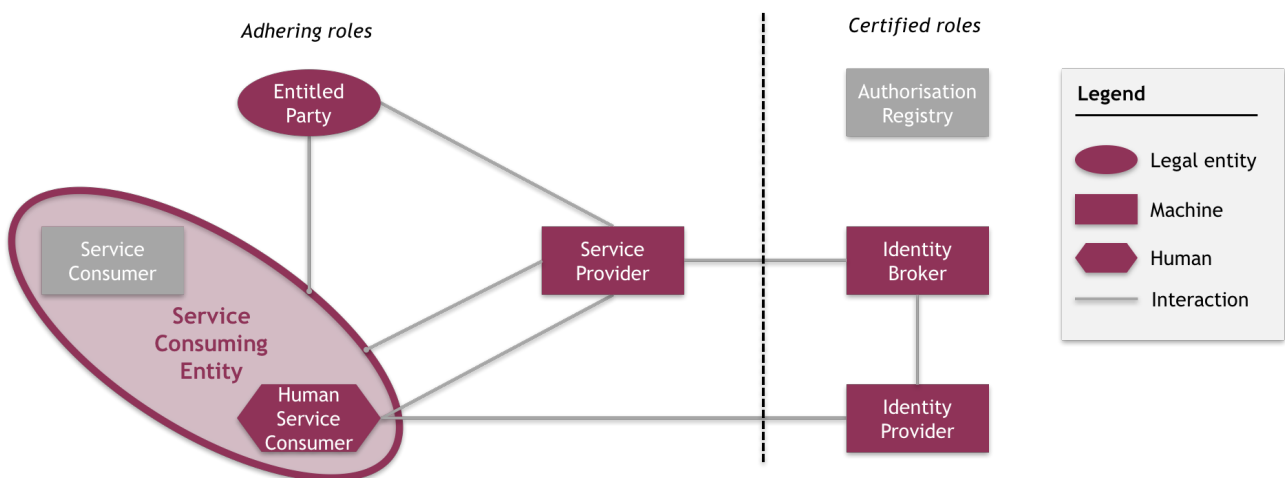 Adhering roles
Certified roles
Entitled
Party
Authorisation
Registry
Legend
Legal entity
Machine
Human
Interaction
Service
Consumer
Service
Provider
Identity
Broker
Service
Consuming
Entity
Human
Service
Consumer
Identity
Provider